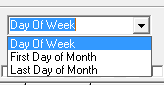 Day Of Week
Day Of Week
First Day of Month
Last Day of Month